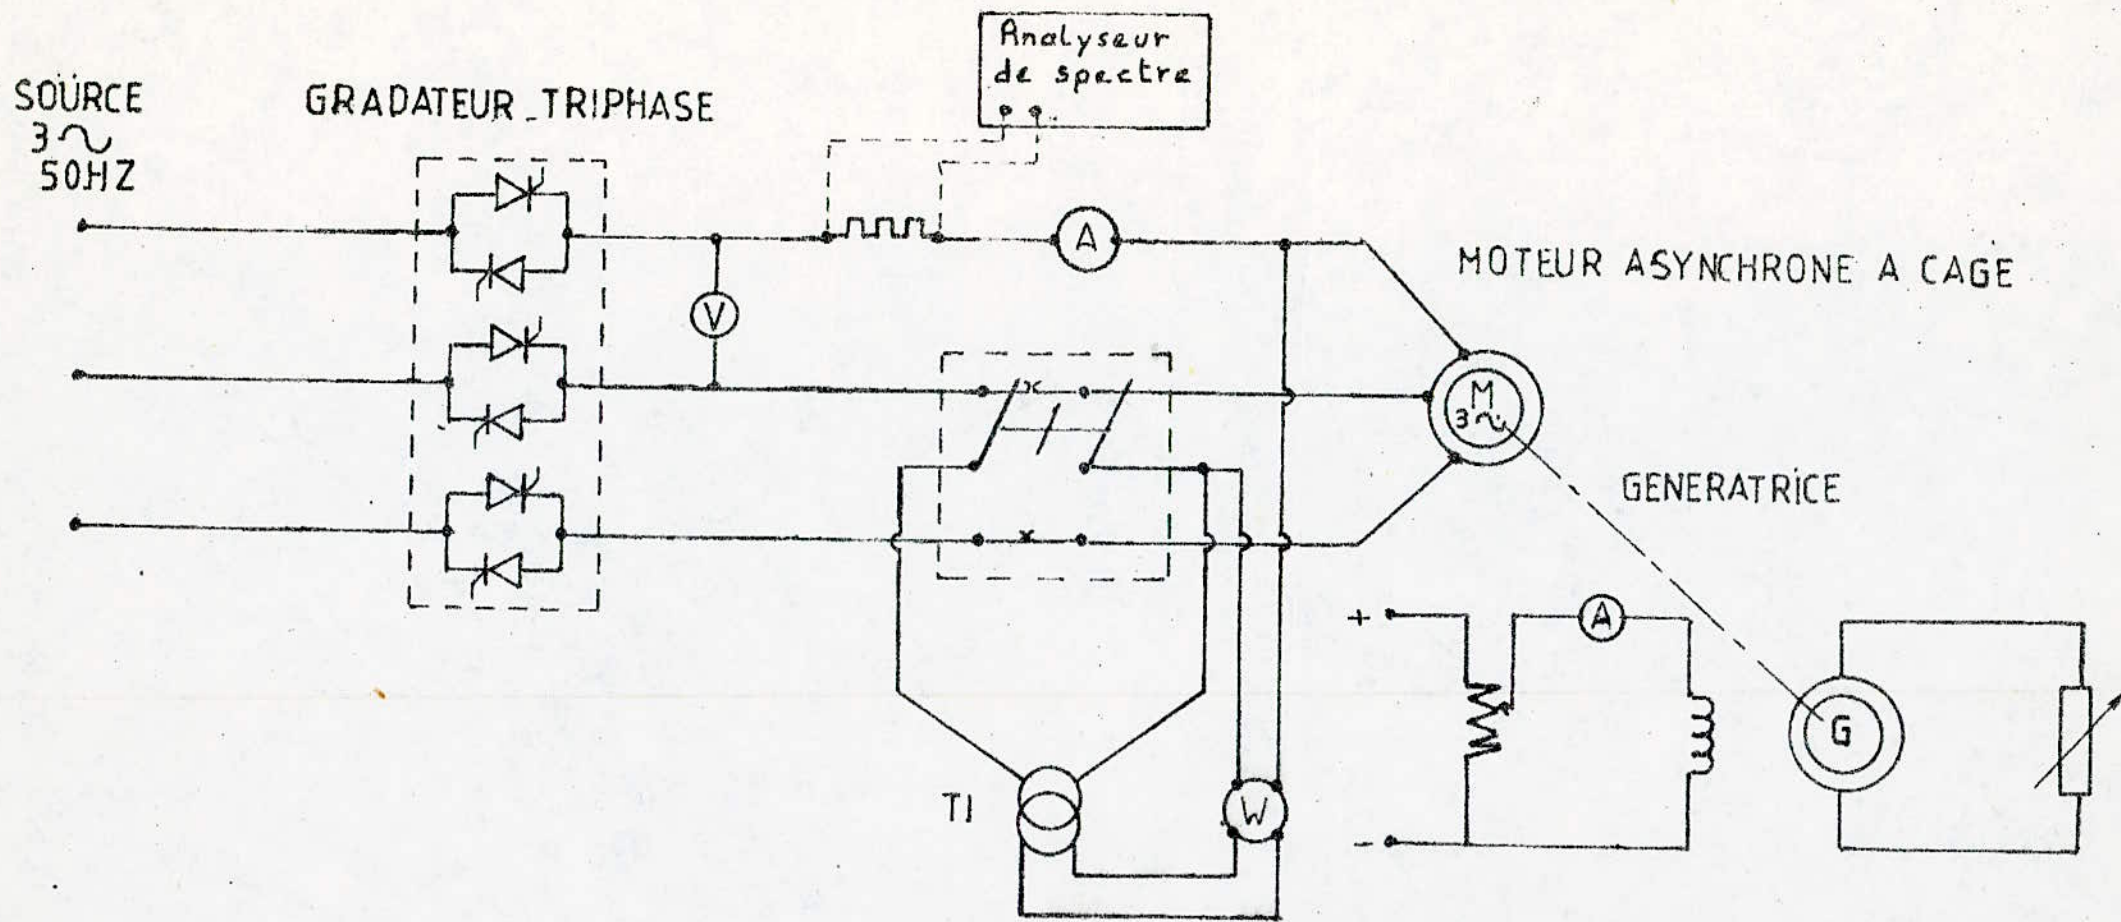 Analyseur
de spectre
SOURCE
3~
50HZ
GRADATEUR_TRIPHASE
A
V
MOTEUR ASYNCHRONE A CAGE
M
3~
GENERATRICE
+
A
G
TI
W
-